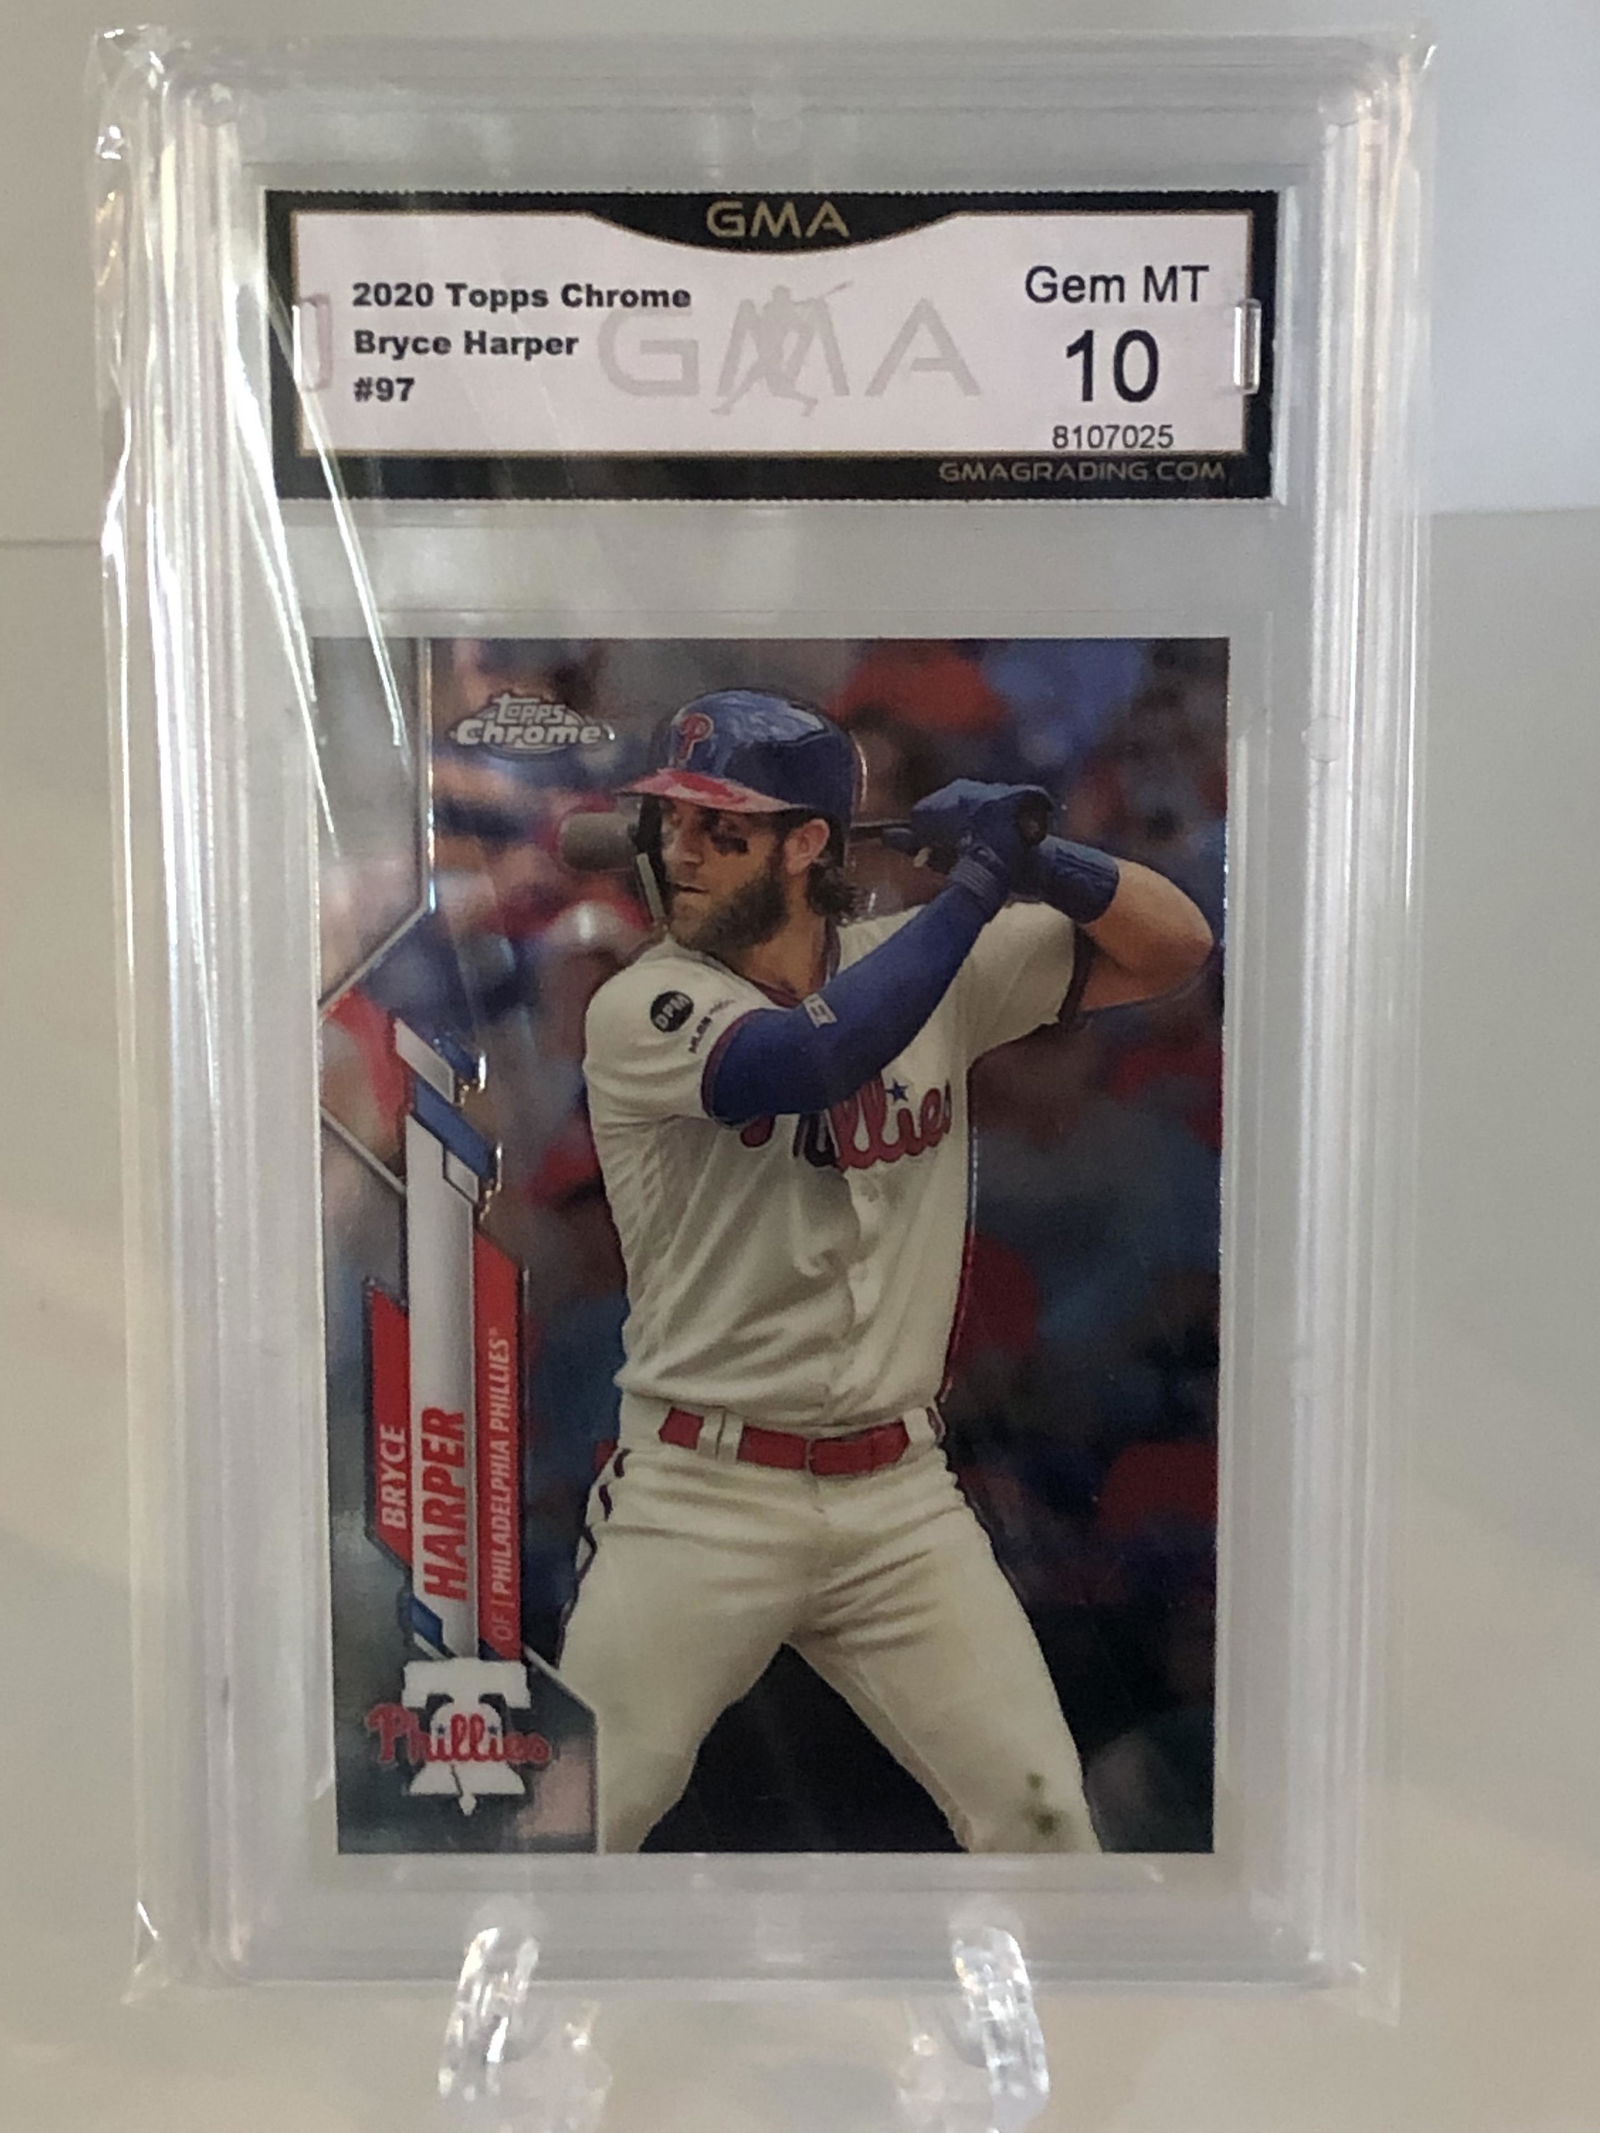 GMA
2020 Topps Chrome
Bryce Harper
#97
GMA
Gem MT
10
8107025
GMAGRADING.COM
Topps
Chrome
P
DPM
Phillies
BRYCE
HARPER
OF | PHILADELPHIA PHILLIES®
Phillies